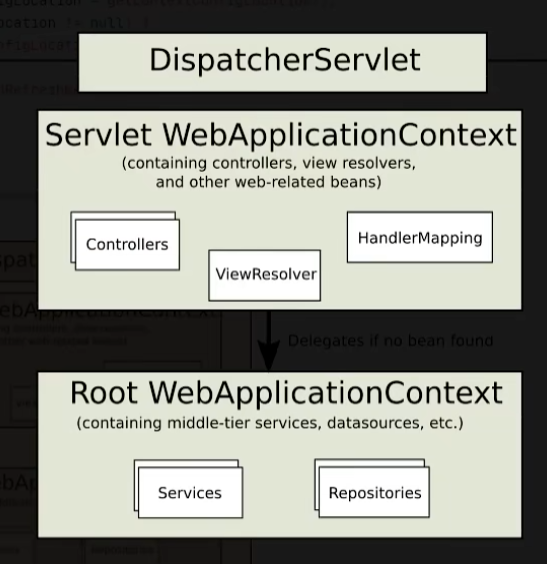 DispatcherServlet
Servlet WebApplicationContext
(containing controllers, view resolvers,
and other web-related beans)
Controllers
HandlerMapping
ViewResolver
Delegates if no bean found
Root WebApplicationContext
(containing middle-tier services, datasources, etc.)
Services
Repositories